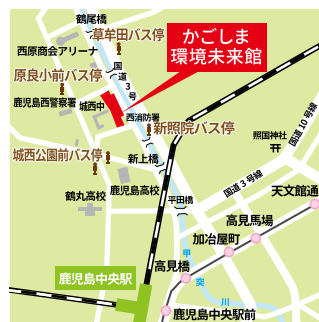 鶴尾橋
草牟田バス停
かごしま
環境未来館
西原商会アリーナ
原良小前バス停
国道3号
鹿児島西警察署
城西中
西消防署
新照院バス停
照国神社
国道10号線
城西公園前バス停
新上橋
鹿児島高校
国道3号線
天文館通
鶴丸高校
平田橋
高見馬場
加冶屋町
甲
突
川
高見橋
鹿児島中央駅
鹿児島中央駅前